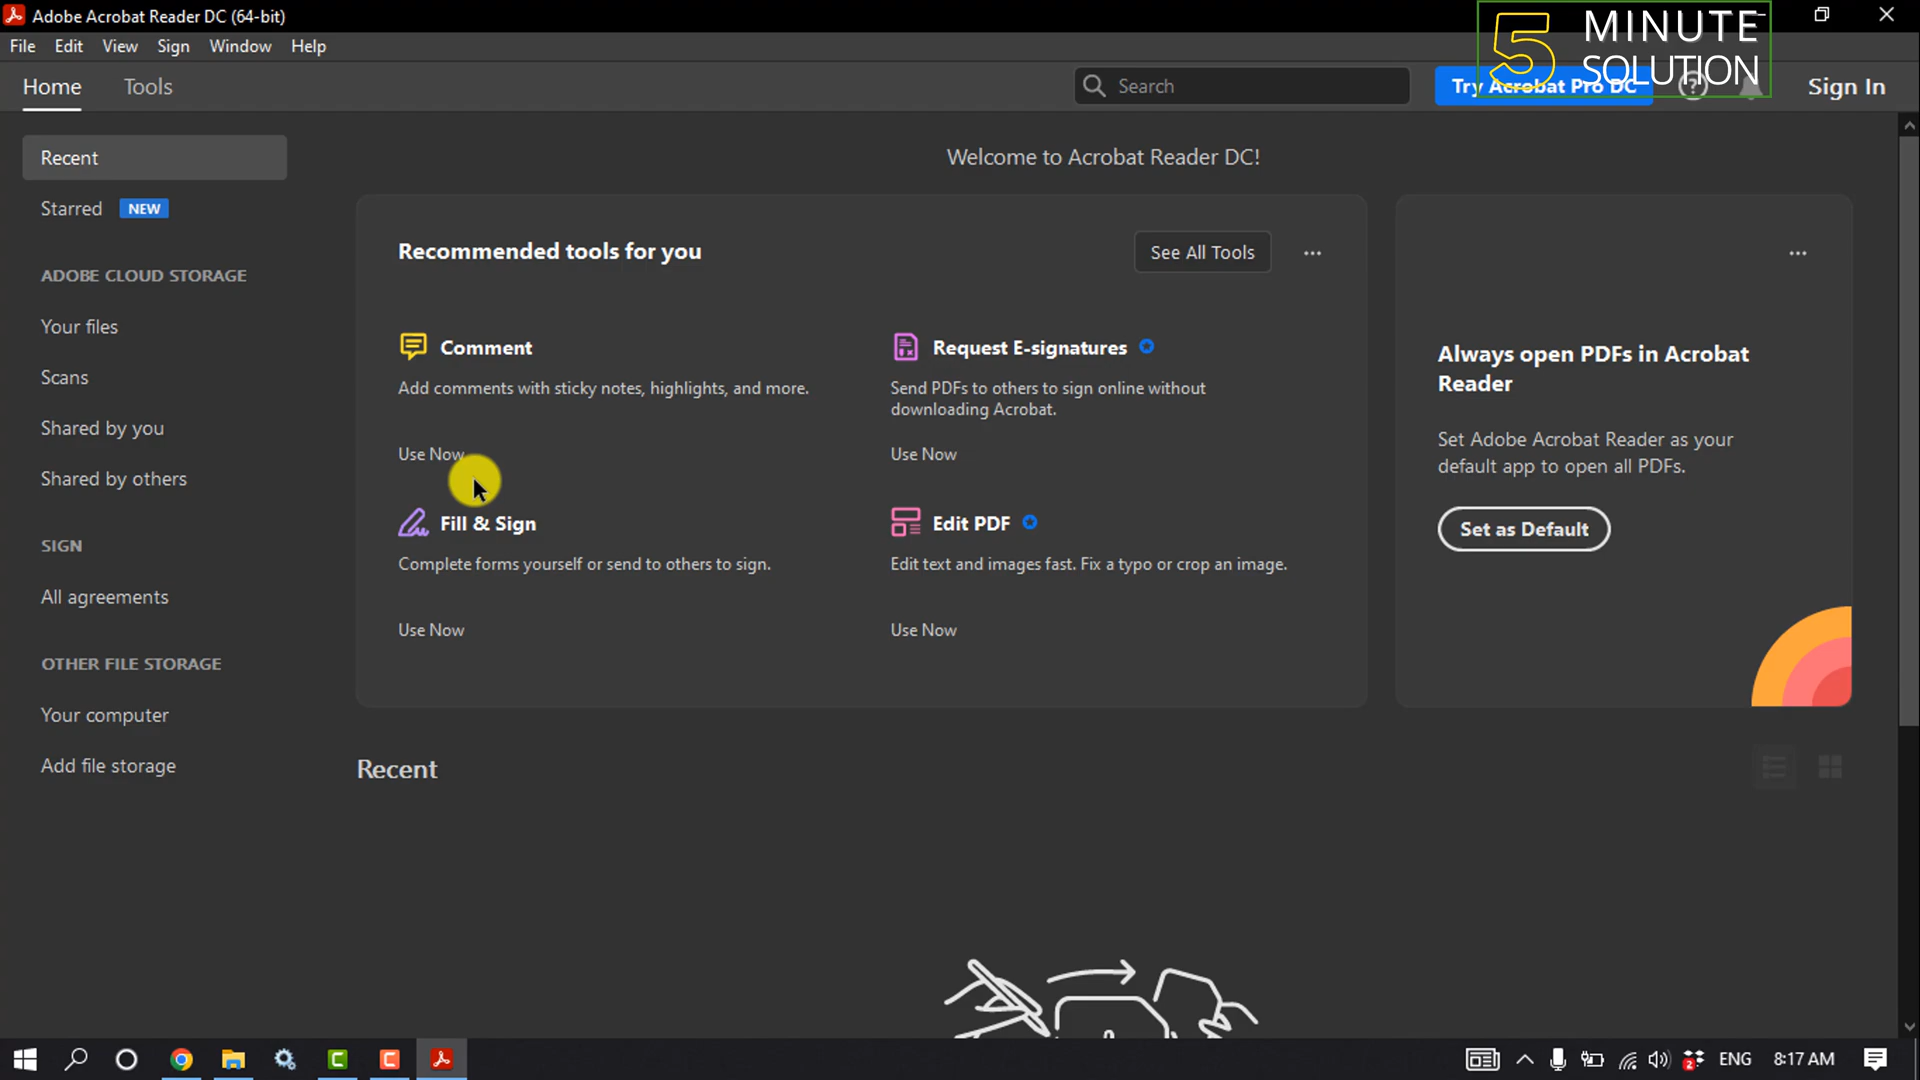 Adobe Acrobat Reader DC (64-bit)
5 MINUTE
SOLUTION
File Edit View Sign Window Help
Home Tools
Search
Try Acrobat Pro DC
Sign In
Recent
Welcome to Acrobat Reader DC!
Starred NEW
Recommended tools for you
See All Tools
ADOBE CLOUD STORAGE
Your files
Scans
Shared by you
Shared by others
Comment
Add comments with sticky notes, highlights, and more.
Use Now
Request E-signatures
Send PDFs to others to sign online without
downloading Acrobat.
Use Now
Always open PDFs in Acrobat
Reader
Set Adobe Acrobat Reader as your
default app to open all PDFs.
Set as Default
Fill & Sign
Complete forms yourself or send to others to sign.
Use Now
Edit PDF
Edit text and images fast. Fix a typo or crop an image.
Use Now
SIGN
All agreements
OTHER FILE STORAGE
Your computer
Add file storage
Recent
2
ENG
8:17 AM